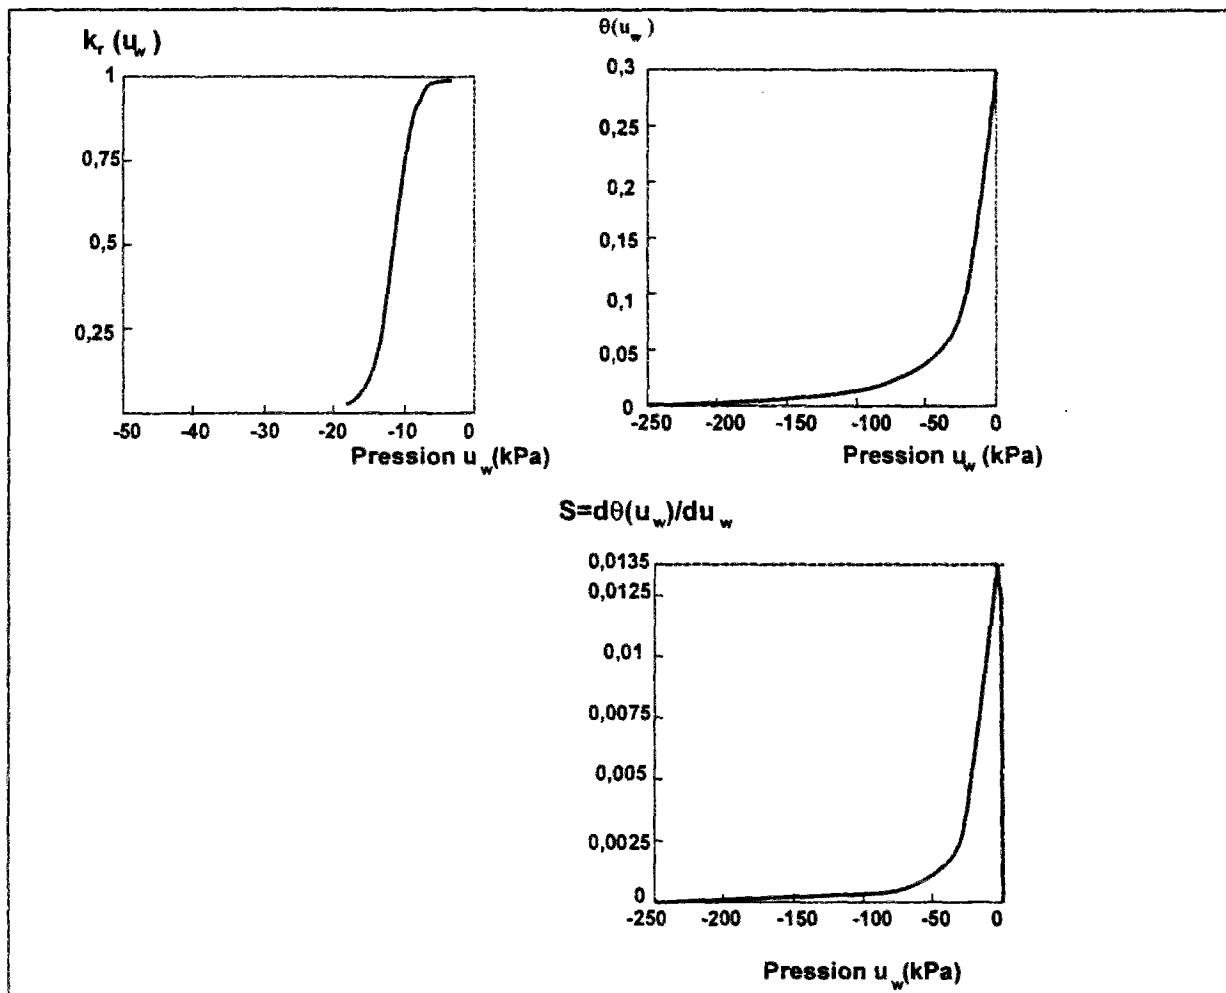 k_r (u_w)
1
0,75
0,5
0,25
-50 -40 -30 -20 -10 0
Pression u_w(kPa)
θ(u_w)
0,3
0,25
0,2
0,15
0,1
0,05
0
-250 -200 -150 -100 -50 0
Pression u_w (kPa)
S=dθ(u_w)/du_w
0,0135
0,0125
0,01
0,0075
0,005
0,0025
0
-250 -200 -150 -100 -50 0
Pression u_w(kPa)